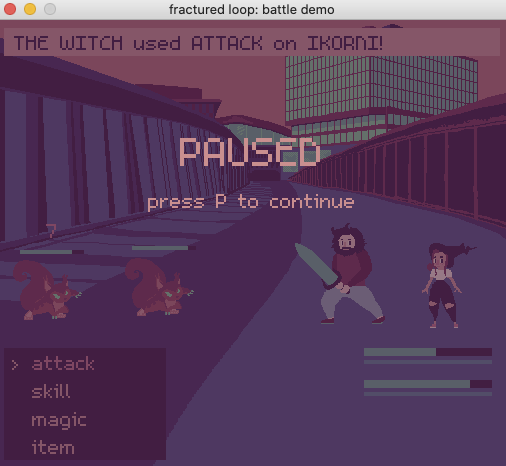 fractured loop: battle demo
THE WITCH used ATTACK on IKORNI!
PAUSED
press P to continue
7
> attack
skill
magic
item